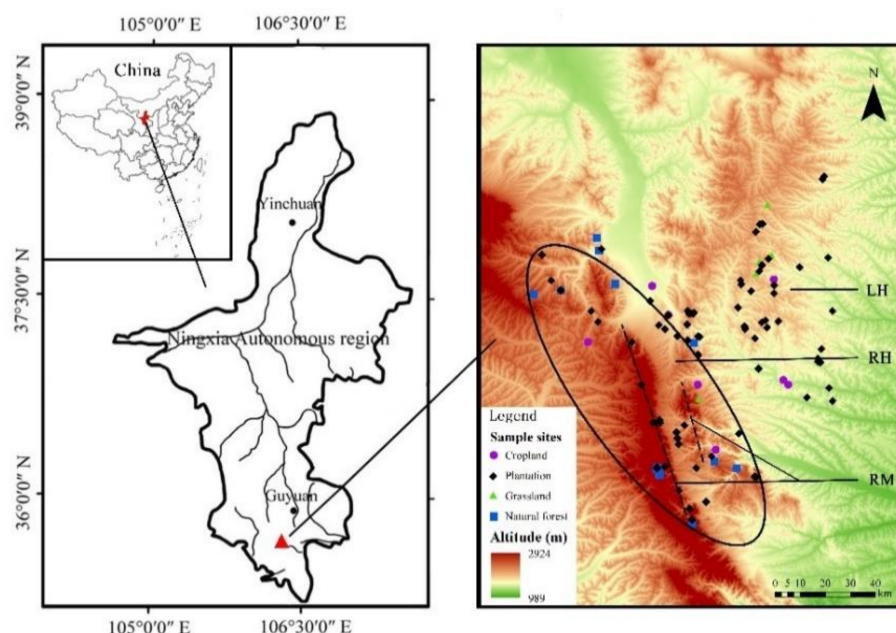 105°0′0″ E
106°30′0″ E
China
39°0′0″ N
37°30′0″ N
36°0′0″ N
Yinchuan
Ningxia Autonomous region
Guyuan
105°0′0″ E
106°30′0″ E
N
LH
RH
RM
Legend
Sample sites
Cropland
Plantation
Grassland
Natural forest
Altitude (m)
2924
989
0 5 10 20 30 40
km